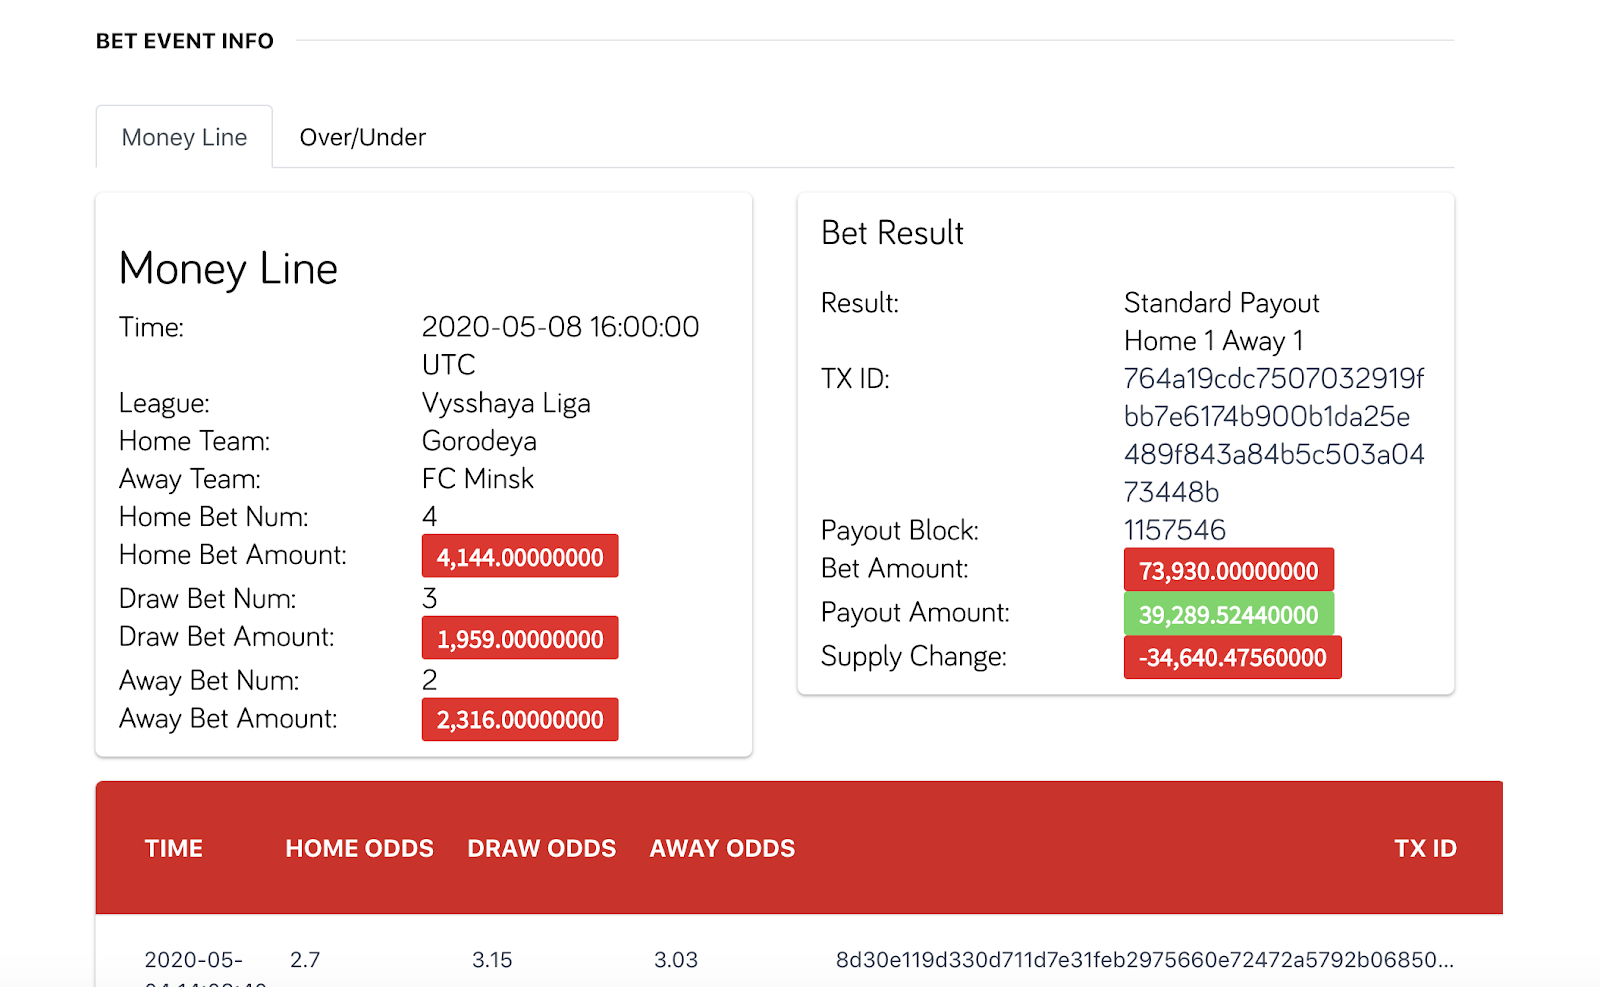 BET EVENT INFO
Money Line
Over/Under
Money Line
Time: 2020-05-08 16:00:00
UTC
League: Vysshaya Liga
Home Team: Gorodeya
Away Team: FC Minsk
Home Bet Num: 4
Home Bet Amount: 4,144.00000000
Draw Bet Num: 3
Draw Bet Amount: 1,959.00000000
Away Bet Num: 2
Away Bet Amount: 2,316.00000000
Bet Result
Result: Standard Payout
Home 1 Away 1
TX ID: 764a19cdc7507032919f
bb7e6174b900b1da25e
489f843a84b5c503a04
73448b
Payout Block: 1157546
Bet Amount: 73,930.00000000
Payout Amount: 39,289.52440000
Supply Change: -34,640.47560000
TIME HOME ODDS DRAW ODDS AWAY ODDS TX ID
2020-05- 2.7 3.15 3.03 8d30e119d330d711d7e31feb2975660e72472a5792b06850...